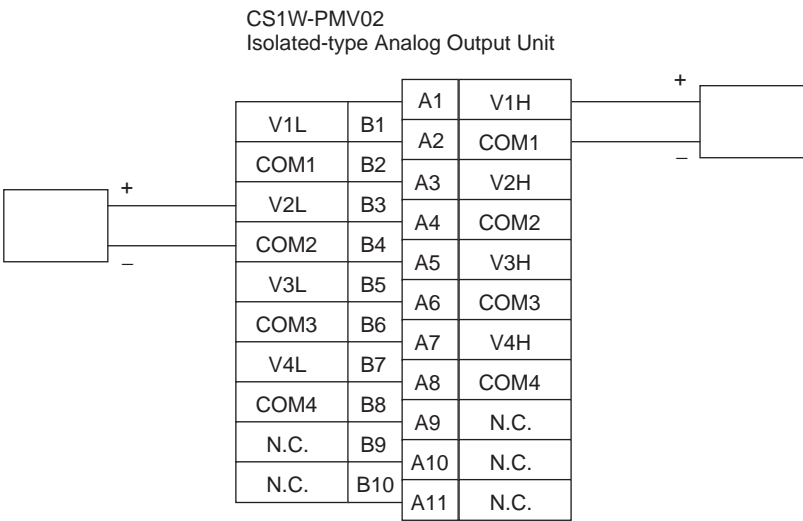 CS1W-PMV02
Isolated-type Analog Output Unit
+
A1 V1H
V1L B1
A2 COM1
COM1 B2
–
A3 V2H
+
V2L B3
A4 COM2
COM2 B4
–
A5 V3H
V3L B5
A6 COM3
COM3 B6
A7 V4H
V4L B7
A8 COM4
COM4 B8
A9 N.C.
N.C. B9
A10 N.C.
N.C. B10
A11 N.C.